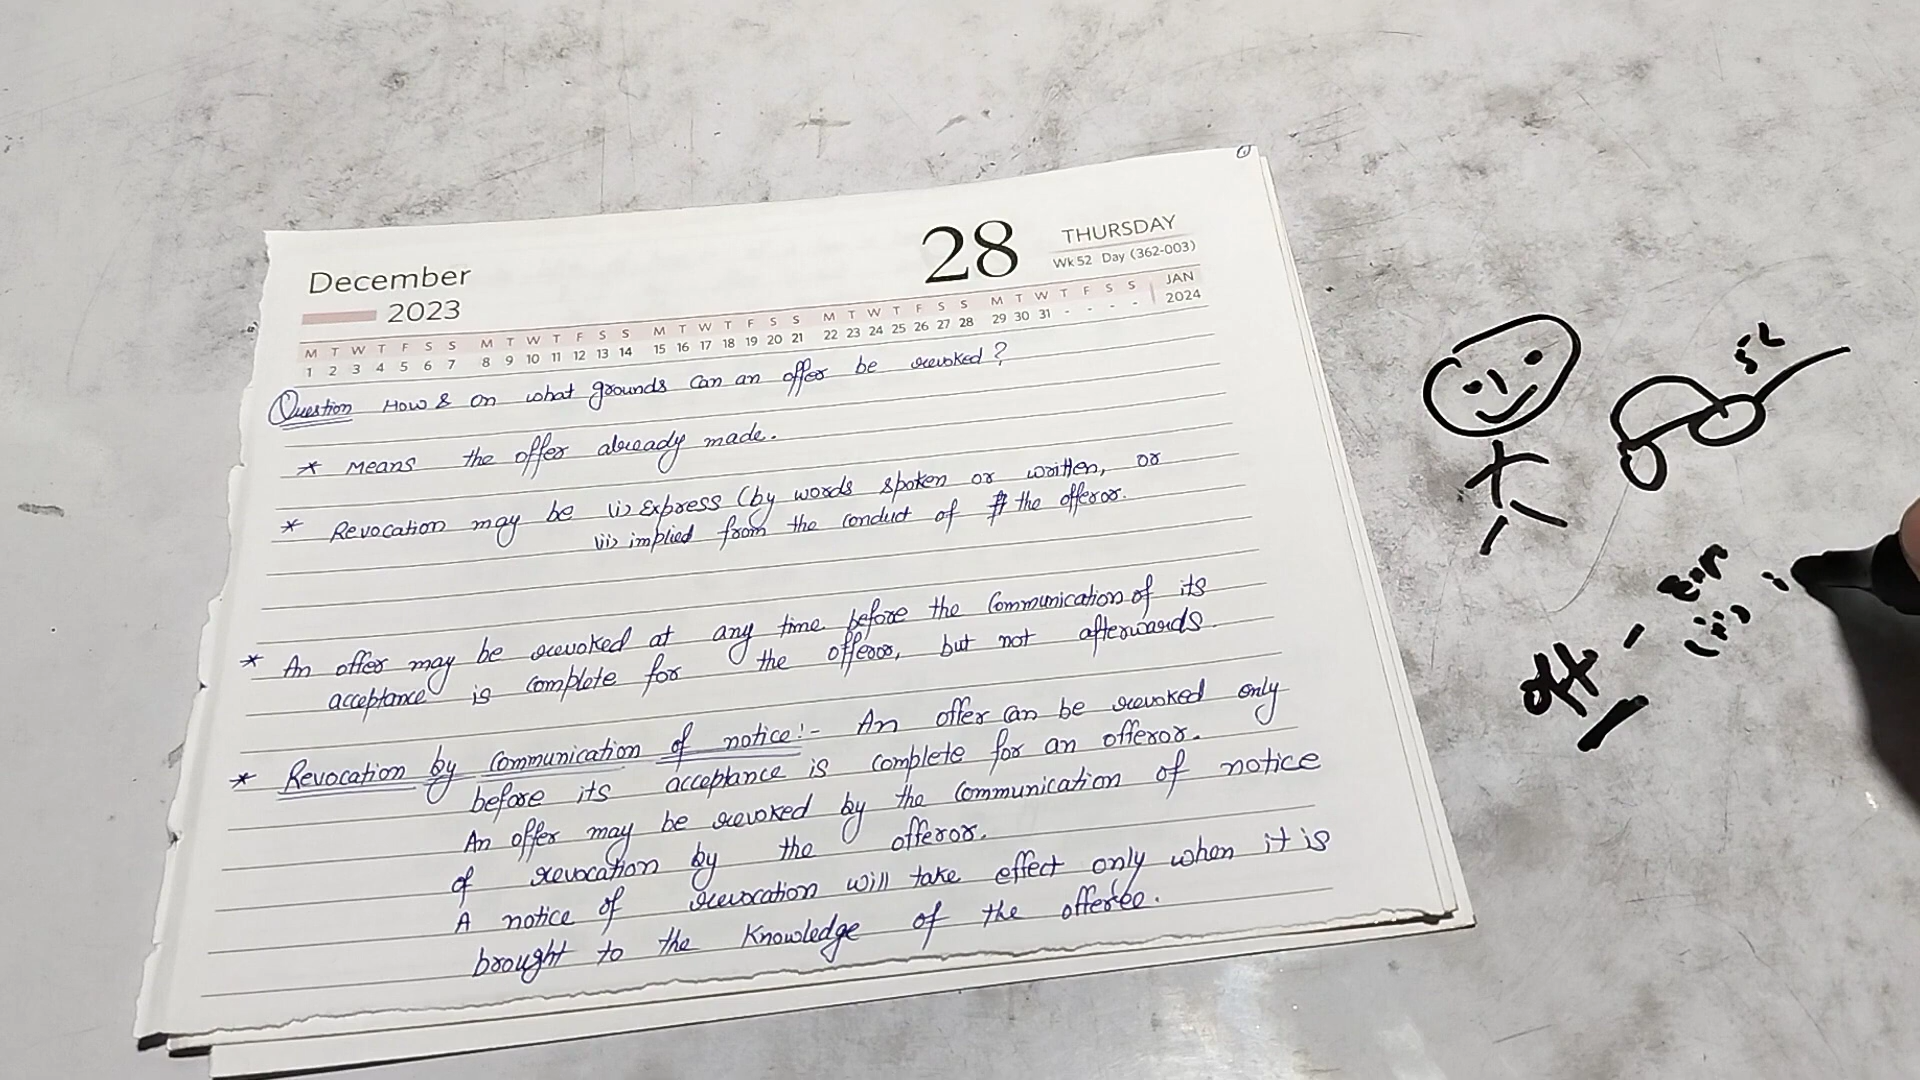 December
2023
28
THURSDAY
Wk 52 Day (362-003)
M T W T F S S M T W T F S S M T W T F S S M T W T F S S M T W T F S S JAN
1 2 3 4 5 6 7 8 9 10 11 12 13 14 15 16 17 18 19 20 21 22 23 24 25 26 27 28 29 30 31 - - - - 2024
Question How & on what grounds can an offer be revoked?
* Means the offer already made.
* Revocation may be (i) Express (by words spoken or written, or
(ii) implied from the conduct of the offeror.
* An offer may be revoked at any time before the communication of its
acceptance is complete for the offeror, but not afterwards.
* Revocation by Communication of notice:- An offer can be revoked only
before its acceptance is complete for an offeror.
An offer may be revoked by the communication of notice
of revocation by the offeror.
A notice of revocation will take effect only when it is
brought to the knowledge of the offeree.
5L
Exp
(ii)
off -